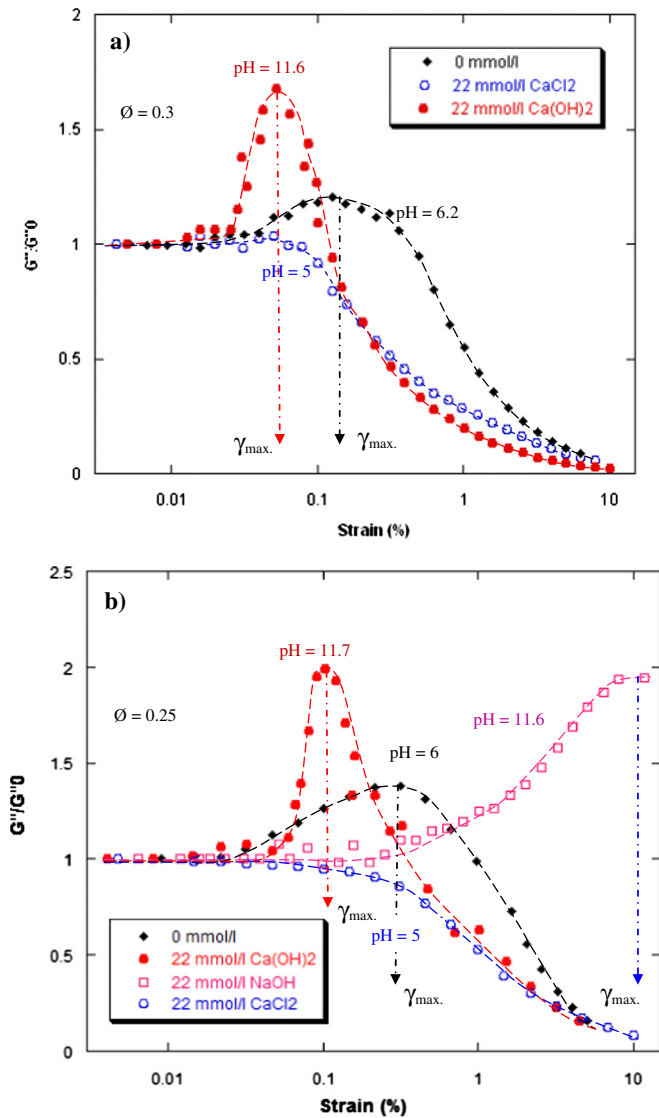 2
a)
pH = 11.6
0 mmol/l
22 mmol/l CaCl2
22 mmol/l Ca(OH)2
Ø = 0.3
1.5
pH = 6.2
G''/G''0
1
pH = 5
0.5
γmax.
γmax.
0
0.01
0.1
1
10
Strain (%)
2.5
b)
pH = 11.7
2
Ø = 0.25
pH = 11.6
1.5
pH = 6
G''/G''0
1
γmax.
0 mmol/l
22 mmol/l Ca(OH)2
22 mmol/l NaOH
22 mmol/l CaCl2
pH = 5
0.5
γmax.
γmax.
0
0.01
0.1
1
10
Strain (%)